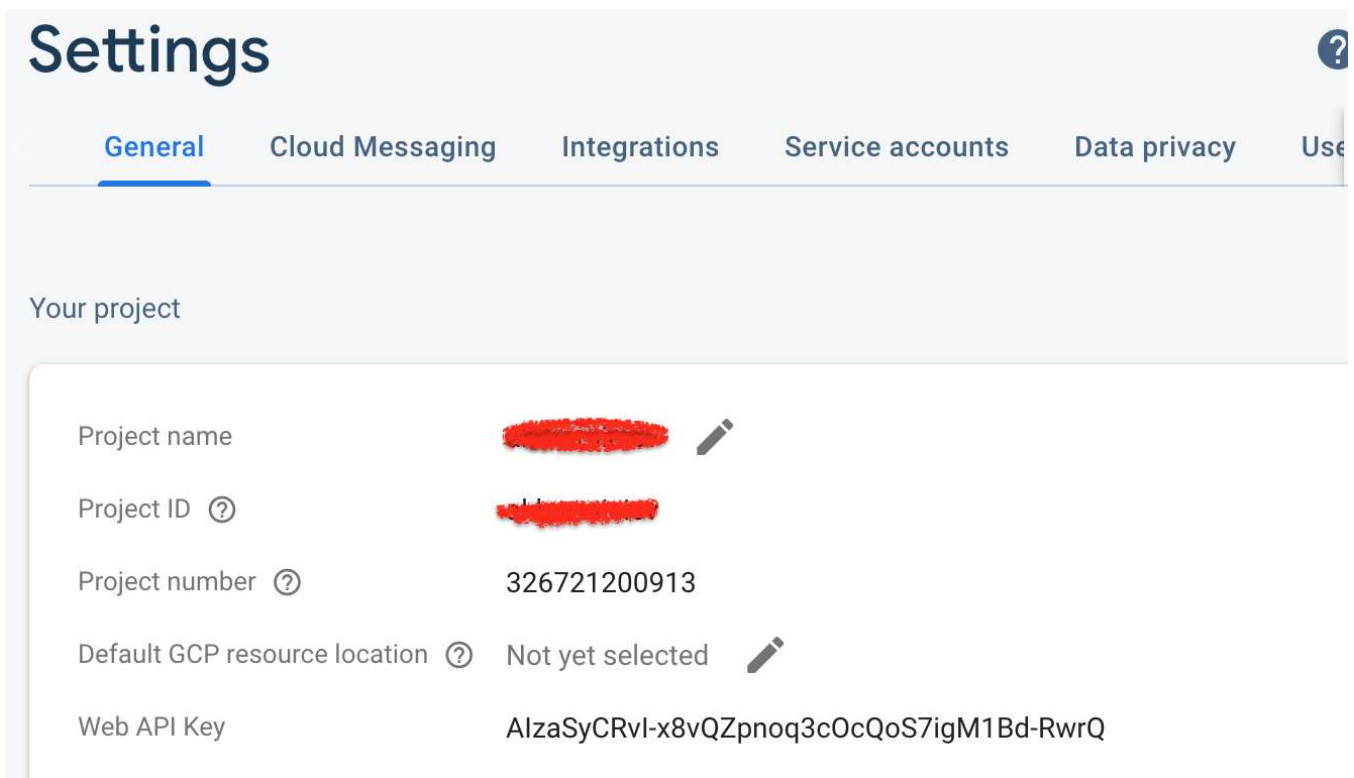 Settings
General Cloud Messaging Integrations Service accounts Data privacy Use
Your project
Project name
Project ID
Project number 326721200913
Default GCP resource location Not yet selected
Web API Key AIzaSyCRvI-x8vQZpnoq3cOcQoS7igM1Bd-RwrQ